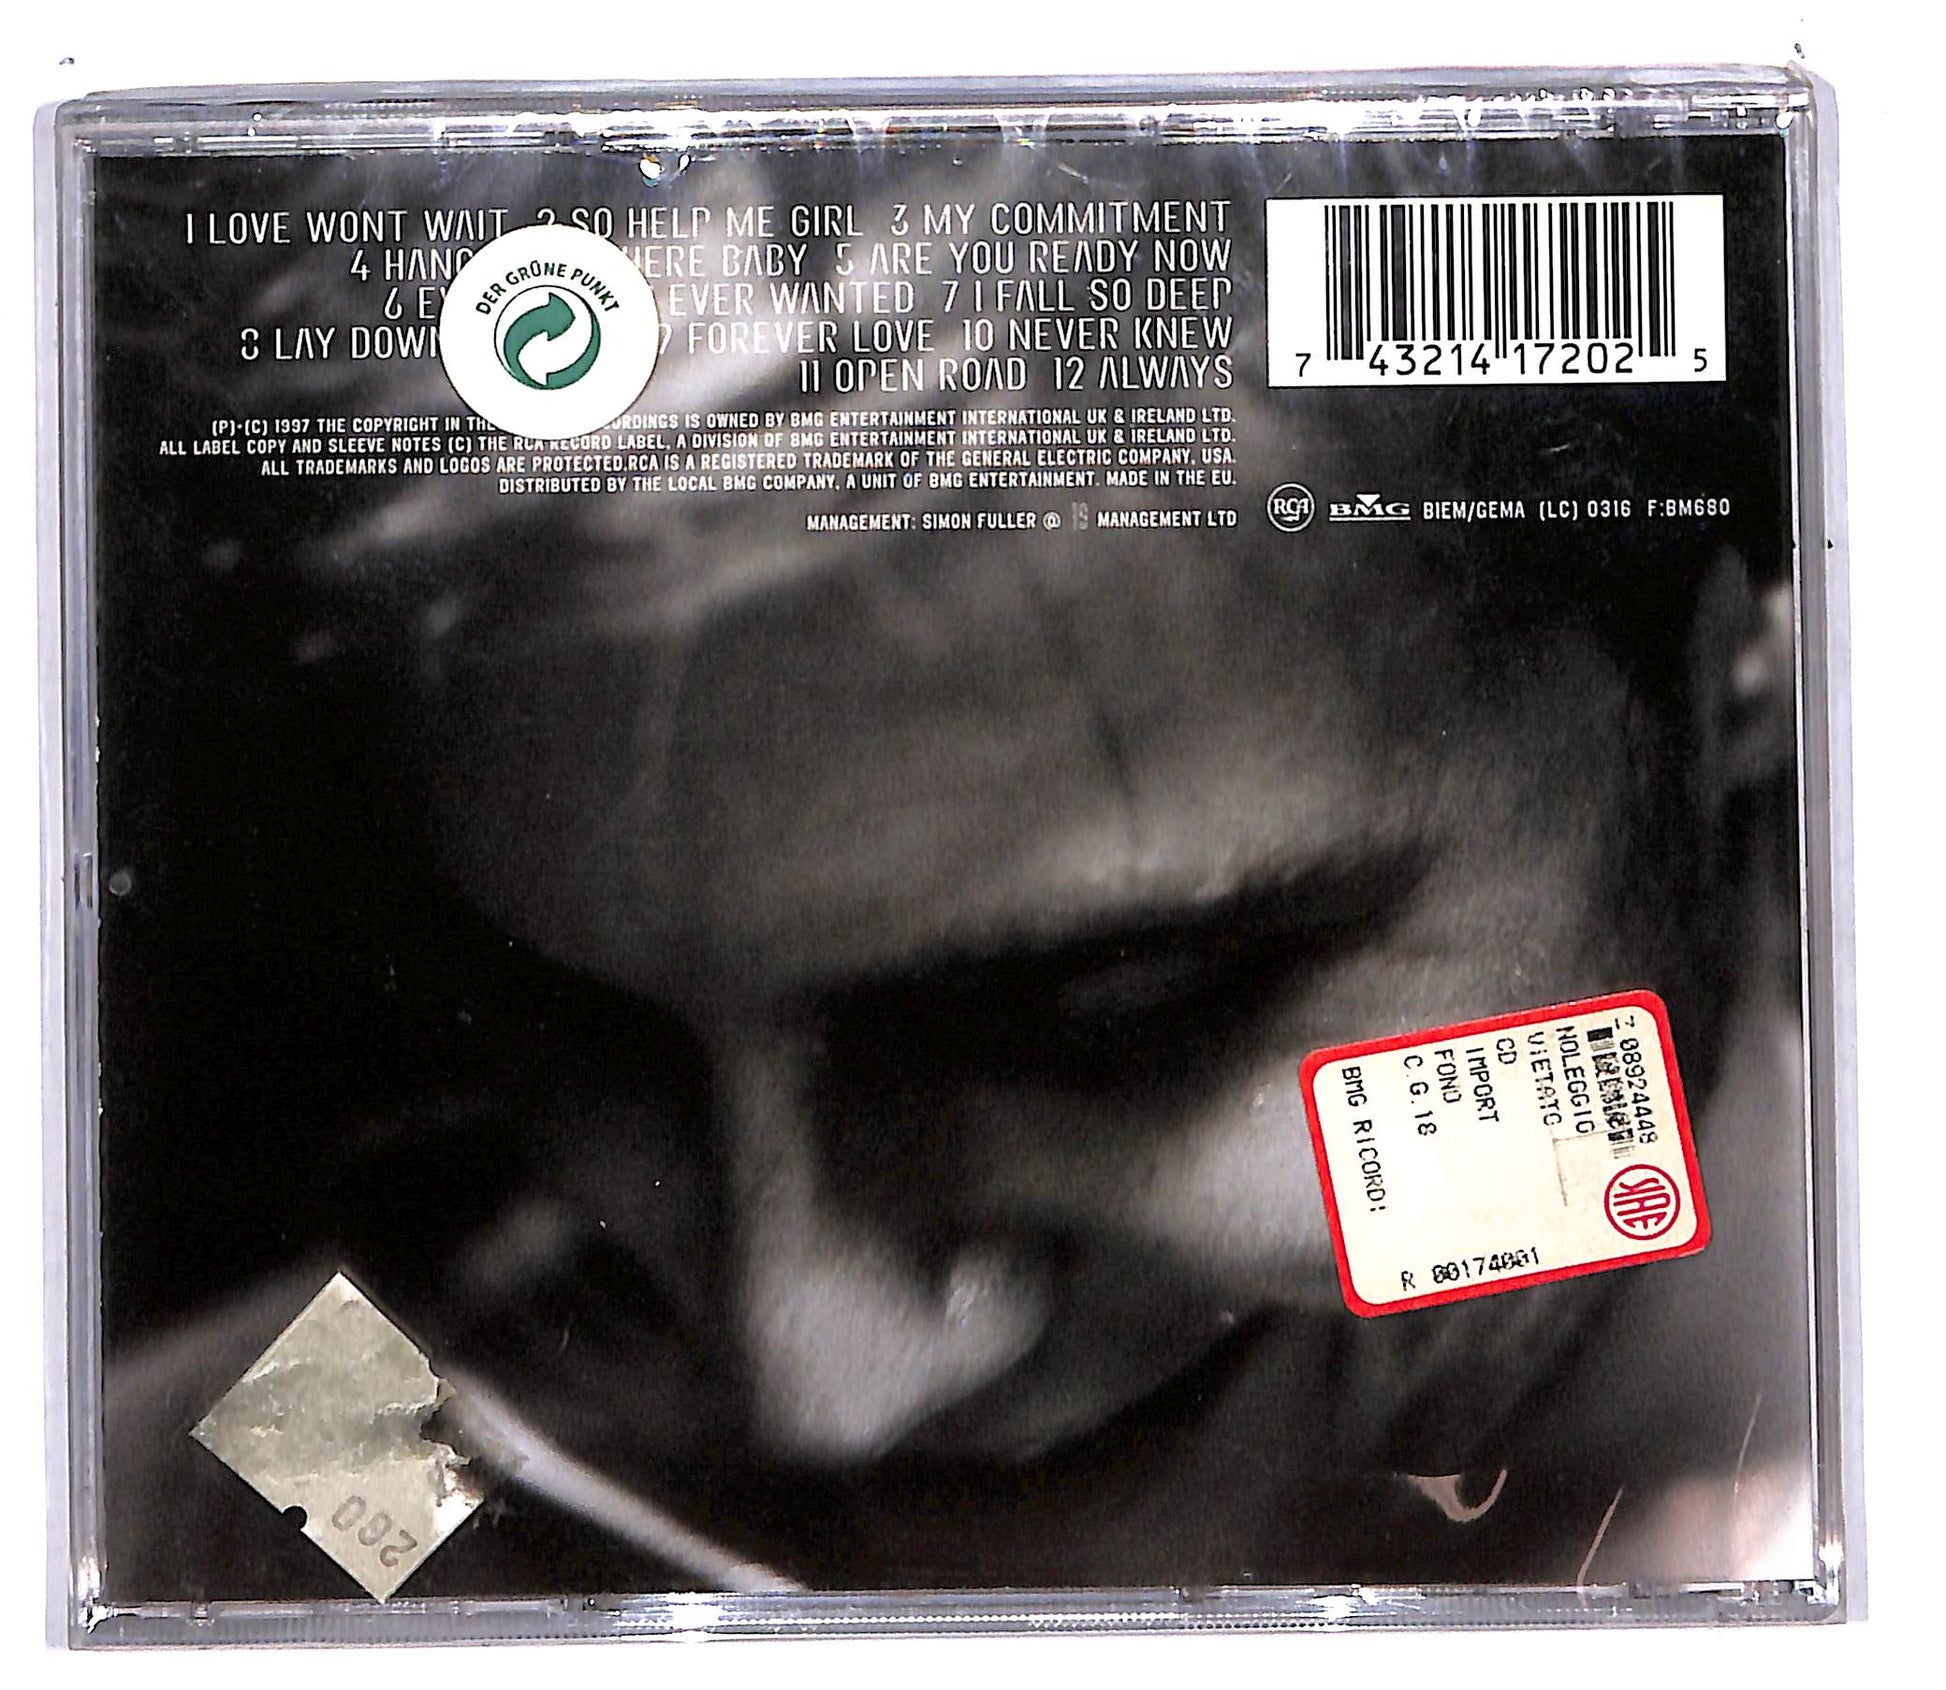 1 LOVE WONT WAIT 2 SO HELP ME GIRL 3 MY COMMITMENT
4 HANG HERE BABY 5 ARE YOU READY NOW
6 EVER WANTED 7 I FALL SO DEEP
8 LAY DOWN 9 FOREVER LOVE 10 NEVER KNEW
11 OPEN ROAD 12 ALWAYS
DER GRÜNE PUNKT
(P)·(C) 1997 THE COPYRIGHT IN IS OWNED BY BMG ENTERTAINMENT INTERNATIONAL UK & IRELAND LTD.
ALL LABEL COPY AND SLEEVE NOTES (C) THE RCA RECORD LABEL, A DIVISION OF BMG ENTERTAINMENT INTERNATIONAL UK & IRELAND LTD.
ALL TRADEMARKS AND LOGOS ARE PROTECTED.RCA IS A REGISTERED TRADEMARK OF THE GENERAL ELECTRIC COMPANY, USA.
DISTRIBUTED BY THE LOCAL BMG COMPANY, A UNIT OF BMG ENTERTAINMENT. MADE IN THE EU.
MANAGEMENT: SIMON FULLER @ 19 MANAGEMENT LTD
7 43214 17202 5
RCA BMG BIEM/GEMA (LC) 0316 F:BM680
Z 08924448
NOLEGGIO
VIETATO
CD
IMPORT
FONO
C.G.18
BMG RICORDI
SIAE
R
260